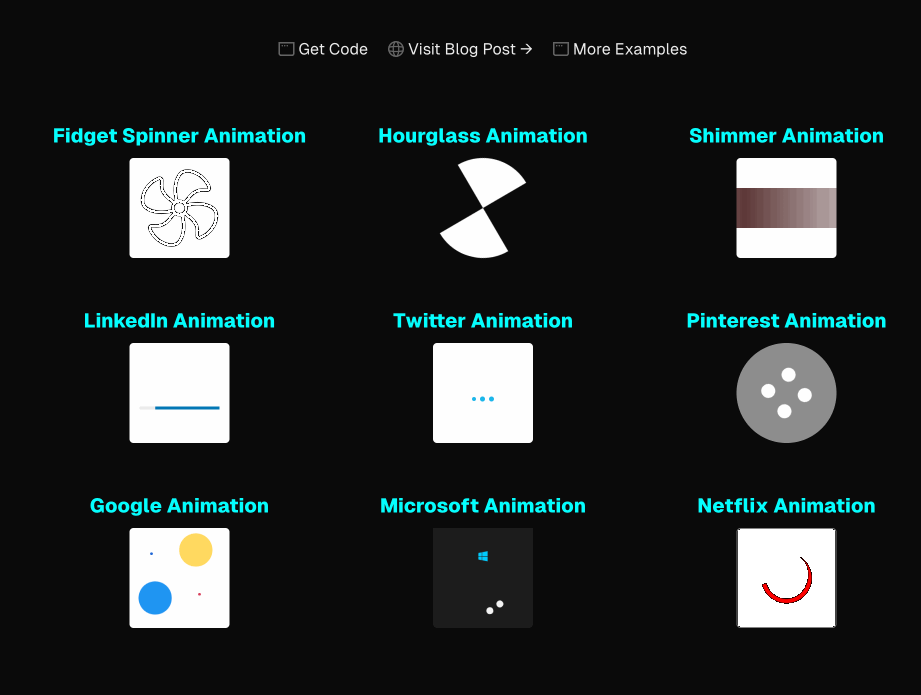 Get Code
Visit Blog Post →
More Examples
Fidget Spinner Animation
Hourglass Animation
Shimmer Animation
LinkedIn Animation
Twitter Animation
Pinterest Animation
Google Animation
Microsoft Animation
Netflix Animation